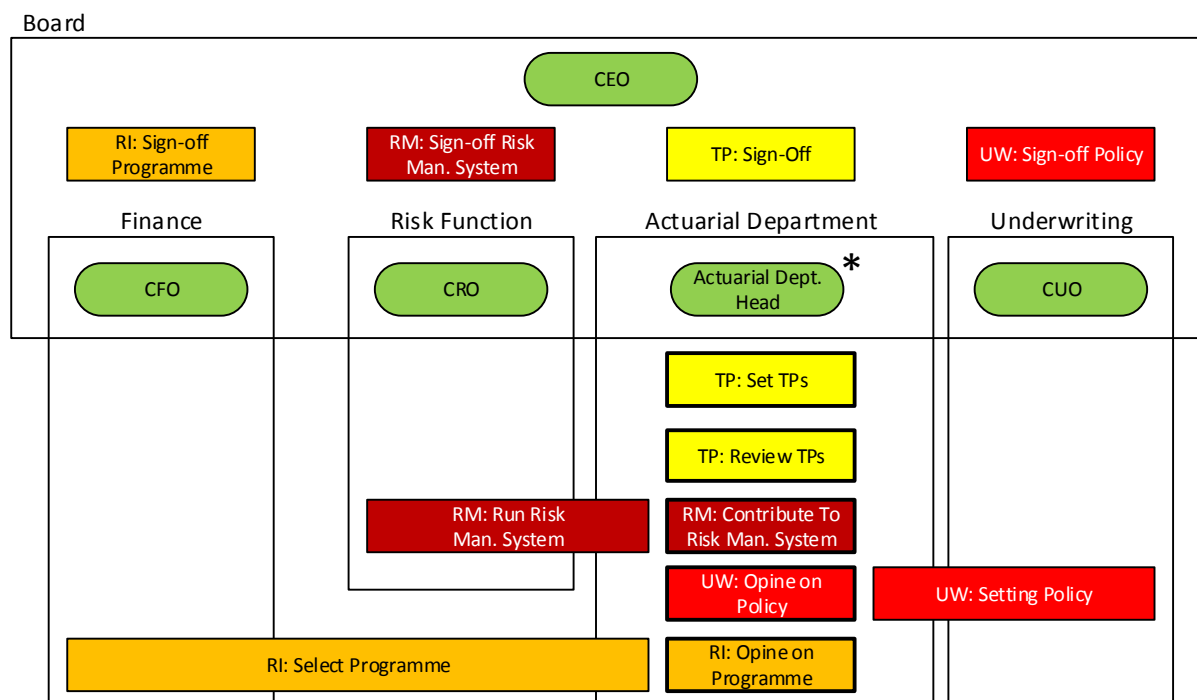 Board
CEO
RI: Sign-off
Programme
RM: Sign-off Risk
Man. System
TP: Sign-Off
UW: Sign-off Policy
Finance
Risk Function
Actuarial Department
Underwriting
CFO
CRO
Actuarial Dept.
Head
*
CUO
TP: Set TPs
TP: Review TPs
RM: Run Risk
Man. System
RM: Contribute To
Risk Man. System
UW: Opine on
Policy
UW: Setting Policy
RI: Select Programme
RI: Opine on
Programme